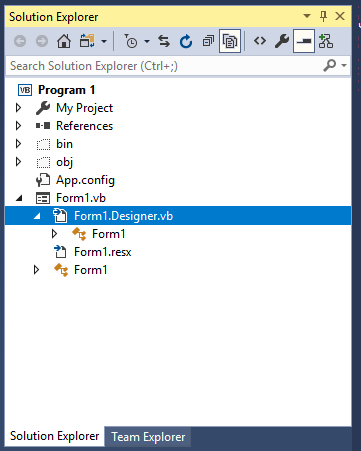 Solution Explorer
Search Solution Explorer (Ctrl+;)
VB Program 1
My Project
References
bin
obj
App.config
Form1.vb
Form1.Designer.vb
Form1
Form1.resx
Form1
Solution Explorer Team Explorer